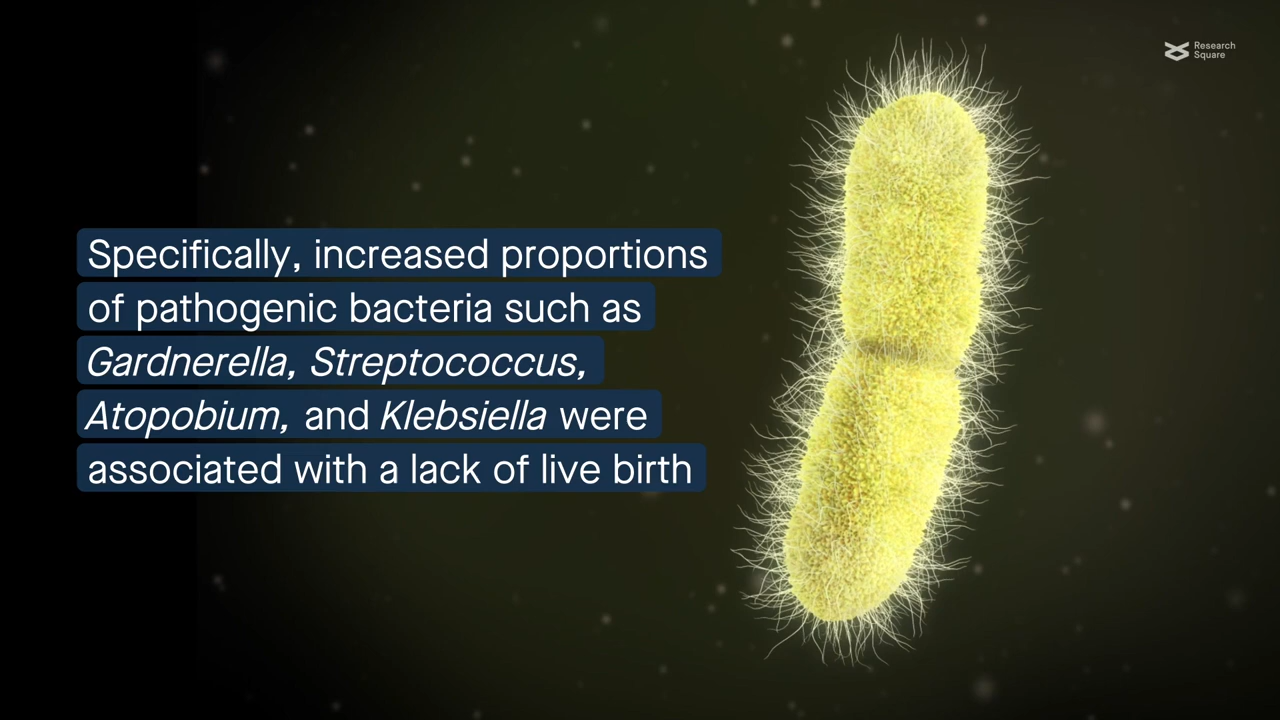 Research
Square
Specifically, increased proportions
of pathogenic bacteria such as
Gardnerella, Streptococcus,
Atopobium, and Klebsiella were
associated with a lack of live birth